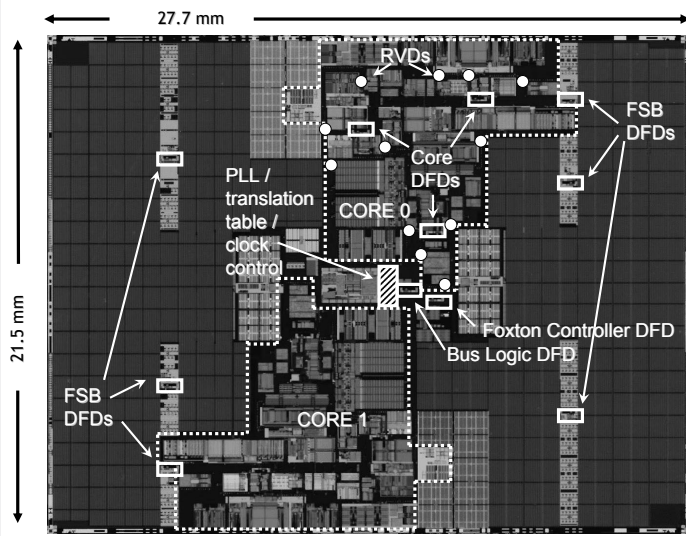 27.7 mm
21.5 mm
RVDs
FSB
DFDs
Core
DFDs
PLL /
translation
table /
clock
control
CORE 0
Foxton Controller DFD
Bus Logic DFD
FSB
DFDs
CORE 1